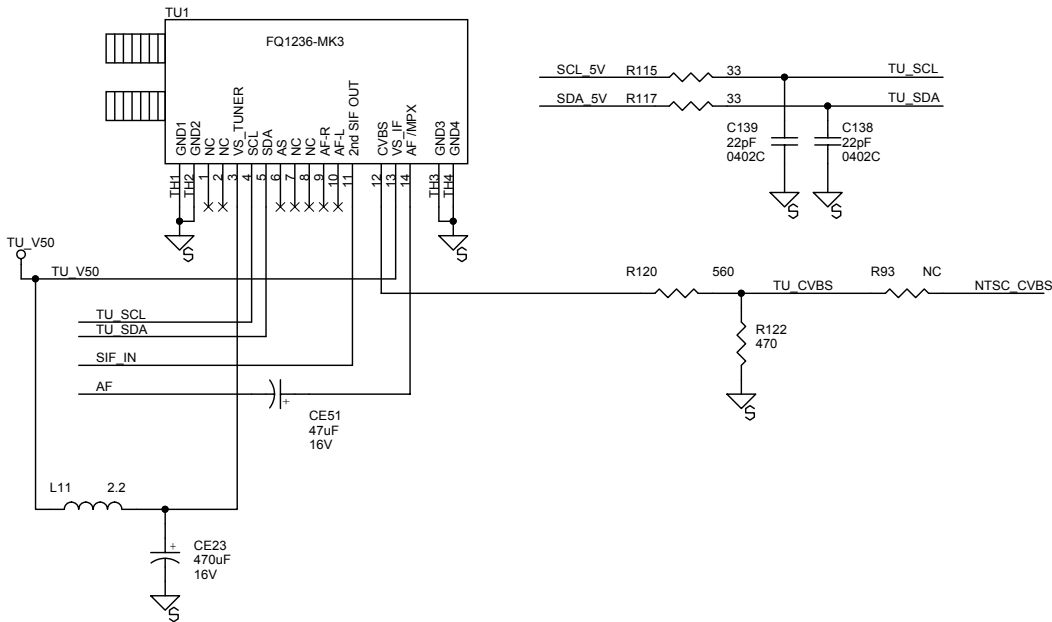 TU1
FQ1236-MK3
GND1
GND2
NC
NC
VS_TUNER
SCL
SDA
AS
NC
NC
AF-R
AF-L
2nd SIF OUT
CVBS
VS_IF
AF /MPX
GND3
GND4
TH1
TH2
1
2
3
4
5
6
7
8
9
10
11
12
13
14
TH3
TH4
S
S
SCL_5V R115 33 TU_SCL
SDA_5V R117 33 TU_SDA
C139
22pF
0402C
C138
22pF
0402C
S
S
TU_V50
TU_V50
R120 560
TU_CVBS
R93 NC
NTSC_CVBS
R122
470
S
TU_SCL
TU_SDA
SIF_IN
AF
+
CE51
47uF
16V
L11 2.2
+
CE23
470uF
16V
S